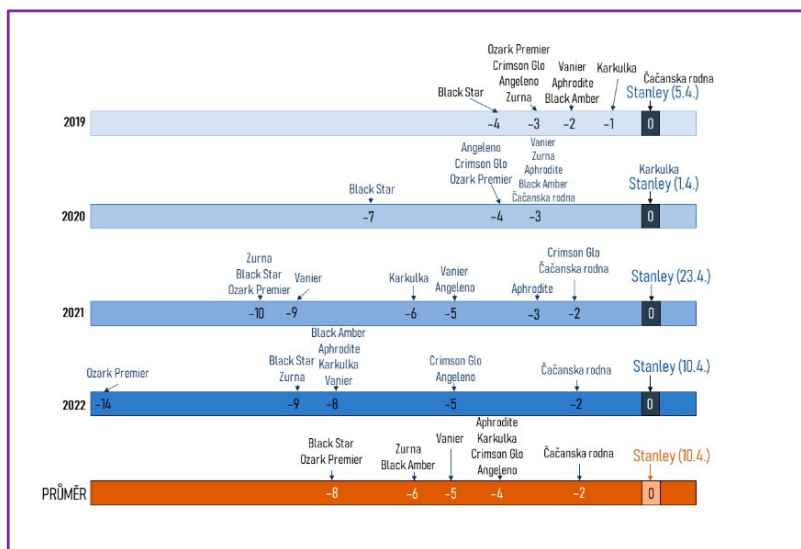 Ozark Premier
Crimson Glo
Angeleno
Zurna
Vanier
Aphrodite
Black Amber
Karkulka
Čačanska rodna
Black Star
Stanley (5.4.)
2019
-4
-3
-2
-1
0
Angeleno
Crimson Glo
Ozark Premier
Vanier
Zurna
Aphrodite
Black Amber
Čačanska rodna
Karkulka
Stanley (1.4.)
Black Star
2020
-7
-4
-3
0
Zurna
Black Star
Ozark Premier
Vanier
Karkulka
Vanier
Angeleno
Aphrodite
Crimson Glo
Čačanska rodna
Stanley (23.4.)
2021
-10
-9
-6
-5
-3
-2
0
Ozark Premier
Black Star
Zurna
Black Amber
Aphrodite
Karkulka
Vanier
Crimson Glo
Angeleno
Čačanska rodna
Stanley (10.4.)
2022
-14
-9
-8
-5
-2
0
Black Star
Ozark Premier
Zurna
Black Amber
Vanier
Aphrodite
Karkulka
Crimson Glo
Angeleno
Čačanska rodna
Stanley (10.4.)
PRŮMĚR
-8
-6
-5
-4
-2
0